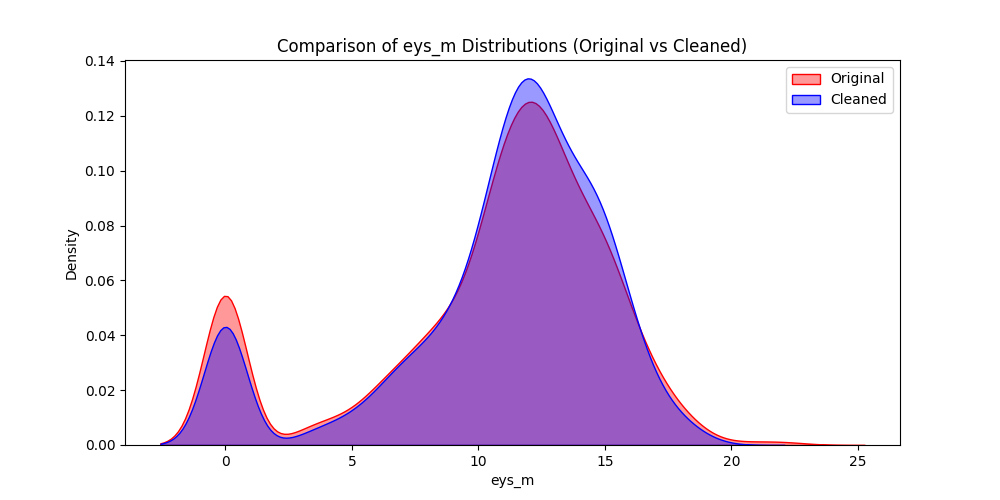 Comparison of eys_m Distributions (Original vs Cleaned)
Original
Cleaned
Density
0.14
0.12
0.10
0.08
0.06
0.04
0.02
0.00
0 5 10 15 20 25
eys_m